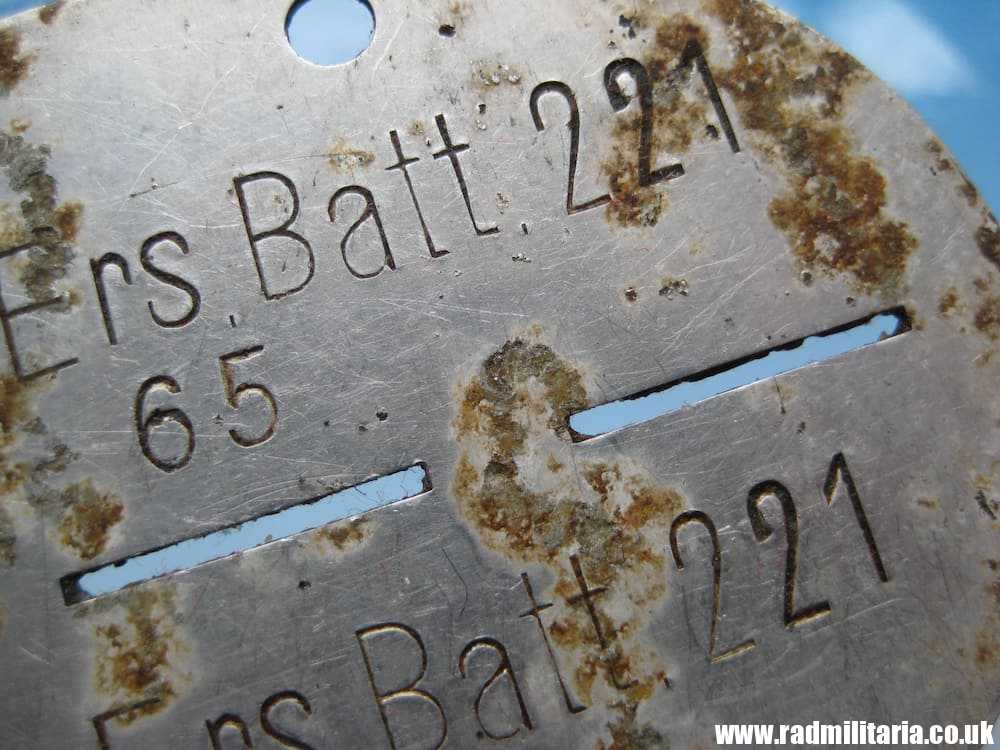 Ers. Batt. 221
65
Ers Batt. 221
www.radmilitaria.co.uk